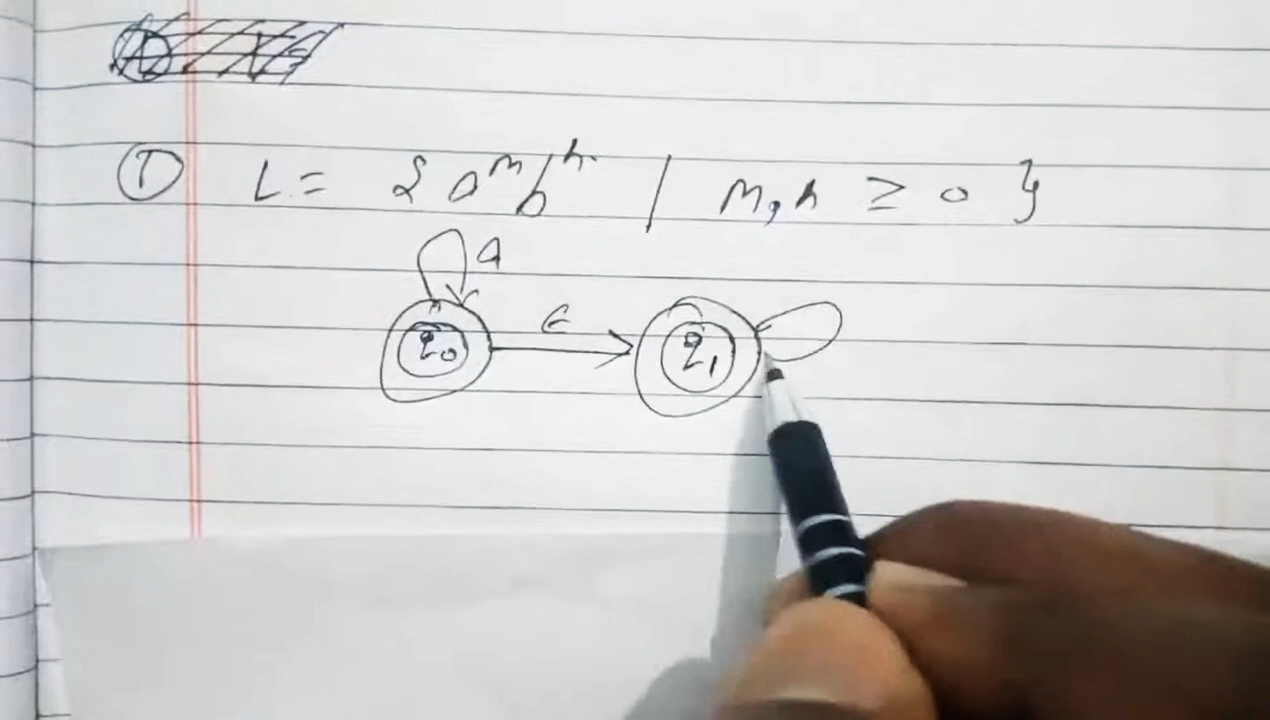 ① L = { a^m b^n | m, n ≥ 0 }
a
q₀ ε q₁